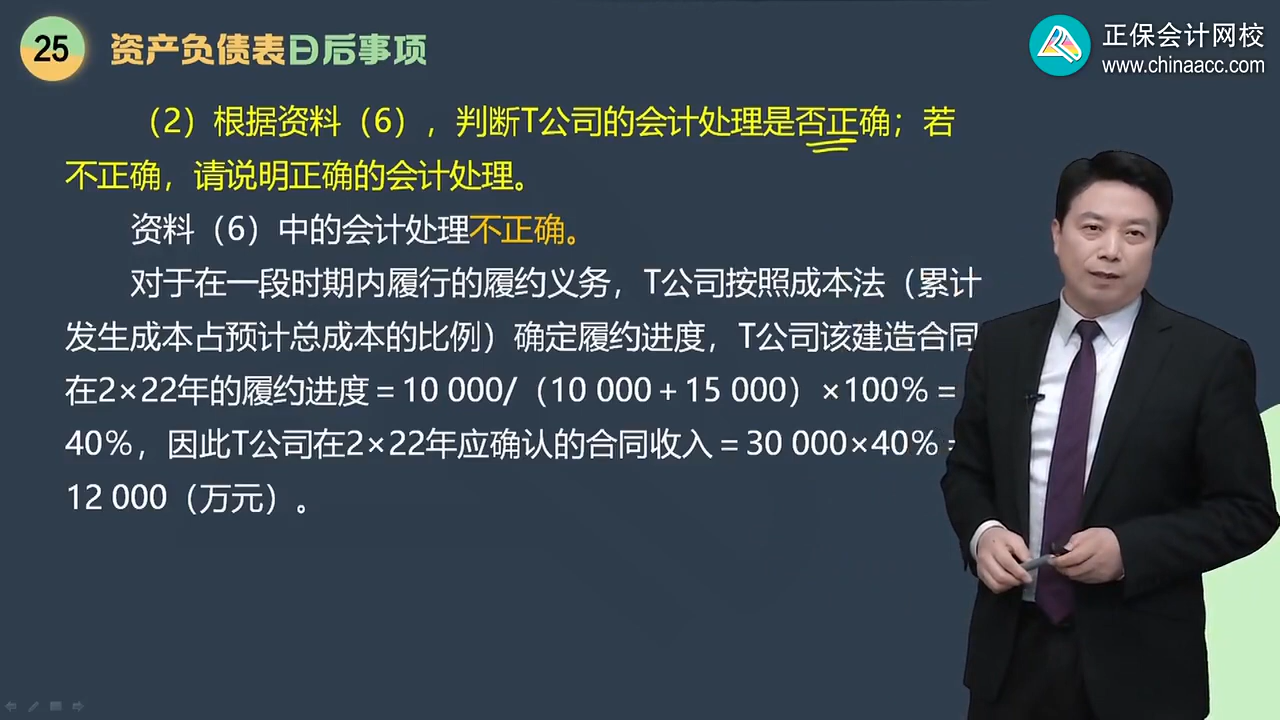 25 资产负债表日后事项
正保会计网校
www.chinaacc.com
（2）根据资料（6），判断T公司的会计处理是否正确；若
不正确，请说明正确的会计处理。
资料（6）中的会计处理不正确。
对于在一段时期内履行的履约义务，T公司按照成本法（累计
发生成本占预计总成本的比例）确定履约进度，T公司该建造合同
在2×22年的履约进度＝10 000/（10 000＋15 000）×100%＝
40%，因此T公司在2×22年应确认的合同收入＝30 000×40%＝
12 000（万元）。